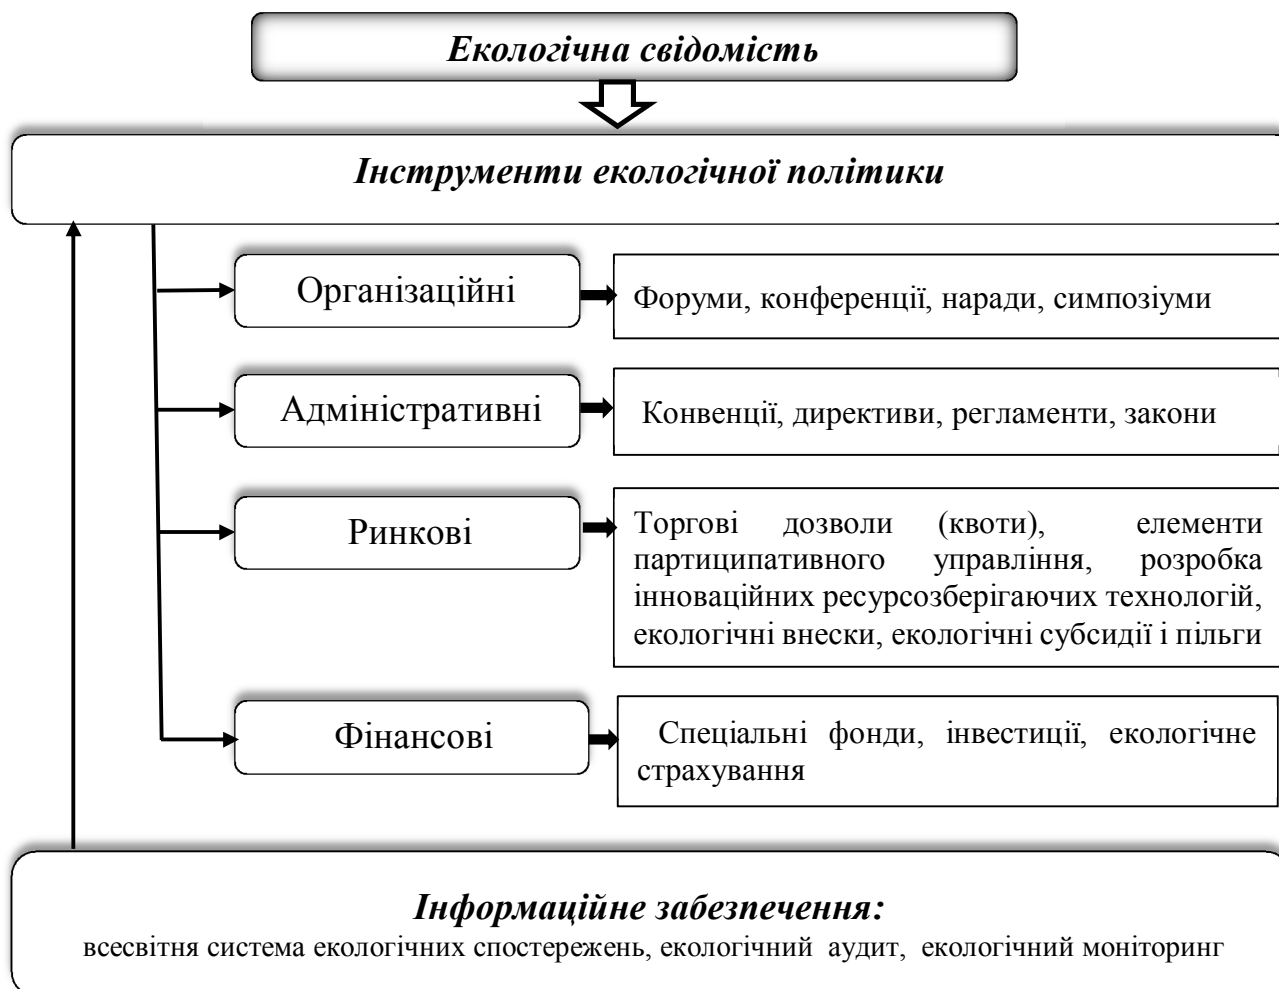 Екологічна свідомість
Інструменти екологічної політики
Організаційні
Форуми, конференції, наради, симпозіуми
Адміністративні
Конвенції, директиви, регламенти, закони
Ринкові
Торгові дозволи (квоти), елементи
партиципативного управління, розробка
інноваційних ресурсозберігаючих технологій,
екологічні внески, екологічні субсидії і пільги
Фінансові
Спеціальні фонди, інвестиції, екологічне
страхування
Інформаційне забезпечення:
всесвітня система екологічних спостережень, екологічний аудит, екологічний моніторинг